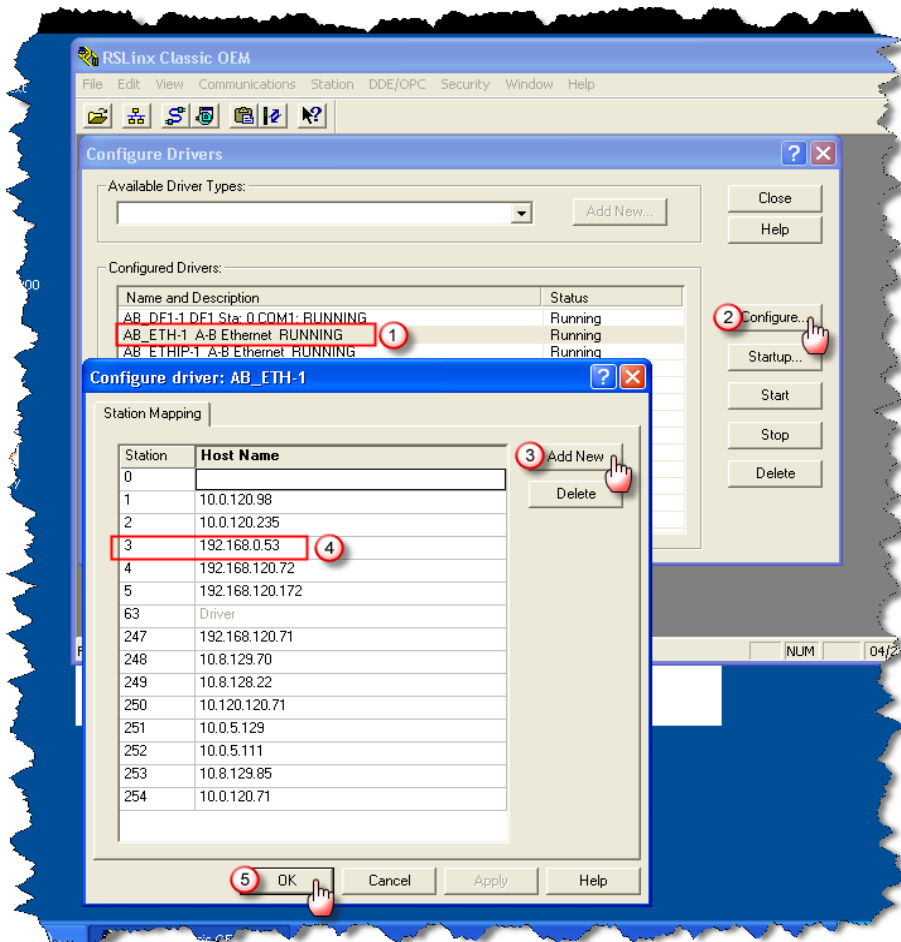 RSLinx Classic OEM
File Edit View Communications Station DDE/OPC Security Window Help
Configure Drivers
Available Driver Types:
Add New...
Close
Help
Configured Drivers:
Name and Description Status
AB_DF1-1 DF1 Sta: 0 COM1: RUNNING Running
AB_ETH-1 A-B Ethernet RUNNING Running
1
AB_ETHIP-1 A-B Ethernet RUNNING Running
2
Configure...
Startup...
Start
Stop
Delete
Configure driver: AB_ETH-1
Station Mapping
Station Host Name
0
1 10.0.120.98
2 10.0.120.235
3 192.168.0.53
4
4 192.168.120.72
5 192.168.120.172
63 Driver
247 192.168.120.71
248 10.8.129.70
249 10.8.128.22
250 10.120.120.71
251 10.0.5.129
252 10.0.5.111
253 10.8.129.85
254 10.0.120.71
3
Add New
Delete
5
OK
Cancel
Apply
Help
NUM
04/2
00